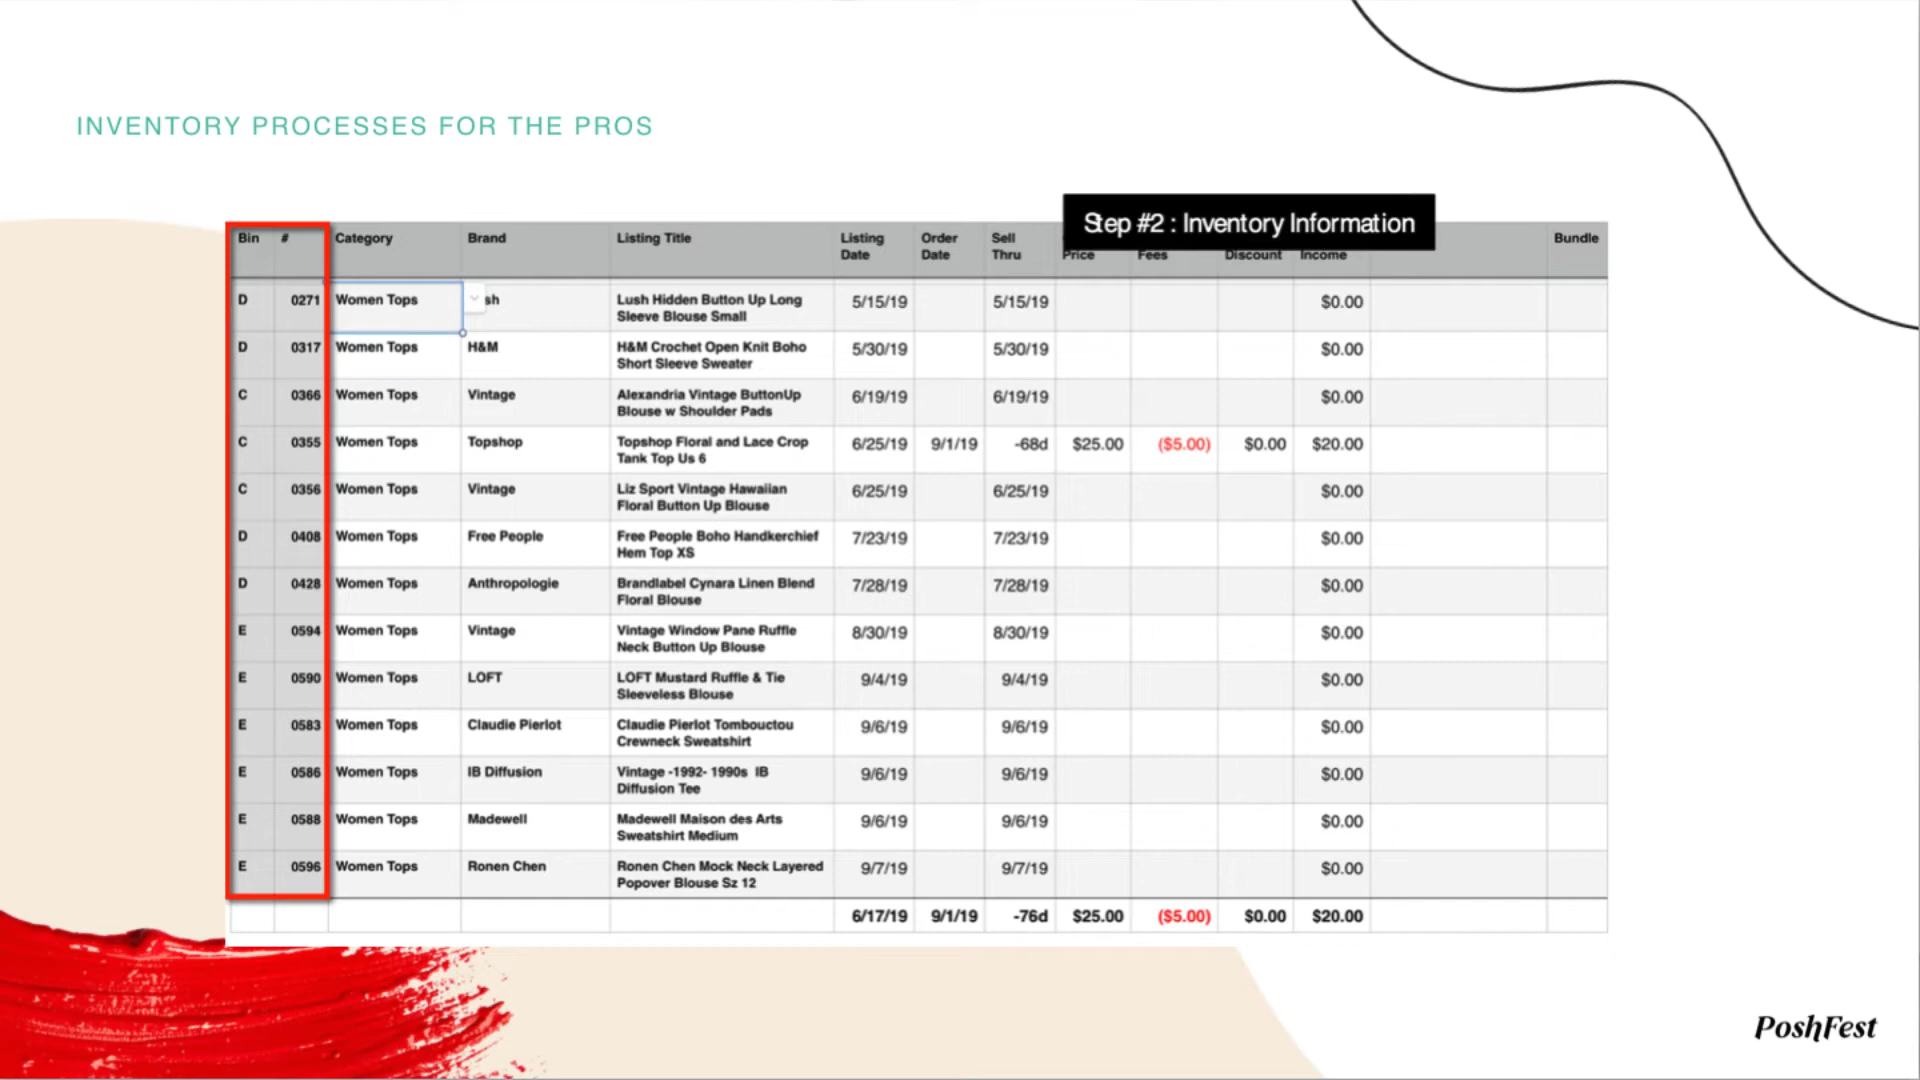 INVENTORY PROCESSES FOR THE PROS
Step #2 : Inventory Information
Bin # Category Brand Listing Title Listing Date Order Date Sell Thru Price Fees Discount Income Bundle
D 0271 Women Tops sh Lush Hidden Button Up Long Sleeve Blouse Small 5/15/19 5/15/19 $0.00
D 0317 Women Tops H&M H&M Crochet Open Knit Boho Short Sleeve Sweater 5/30/19 5/30/19 $0.00
C 0366 Women Tops Vintage Alexandria Vintage ButtonUp Blouse w Shoulder Pads 6/19/19 6/19/19 $0.00
C 0355 Women Tops Topshop Topshop Floral and Lace Crop Tank Top Us 6 6/25/19 9/1/19 -68d $25.00 ($5.00) $0.00 $20.00
C 0356 Women Tops Vintage Liz Sport Vintage Hawaiian Floral Button Up Blouse 6/25/19 6/25/19 $0.00
D 0408 Women Tops Free People Free People Boho Handkerchief Hem Top XS 7/23/19 7/23/19 $0.00
D 0428 Women Tops Anthropologie Brandlabel Cynara Linen Blend Floral Blouse 7/28/19 7/28/19 $0.00
E 0594 Women Tops Vintage Vintage Window Pane Ruffle Neck Button Up Blouse 8/30/19 8/30/19 $0.00
E 0590 Women Tops LOFT LOFT Mustard Ruffle & Tie Sleeveless Blouse 9/4/19 9/4/19 $0.00
E 0583 Women Tops Claudie Pierlot Claudie Pierlot Tombouctou Crewneck Sweatshirt 9/6/19 9/6/19 $0.00
E 0586 Women Tops IB Diffusion Vintage -1992- 1990s IB Diffusion Tee 9/6/19 9/6/19 $0.00
E 0588 Women Tops Madewell Madewell Maison des Arts Sweatshirt Medium 9/6/19 9/6/19 $0.00
E 0596 Women Tops Ronen Chen Ronen Chen Mock Neck Layered Popover Blouse Sz 12 9/7/19 9/7/19 $0.00
6/17/19 9/1/19 -76d $25.00 ($5.00) $0.00 $20.00
PoshFest